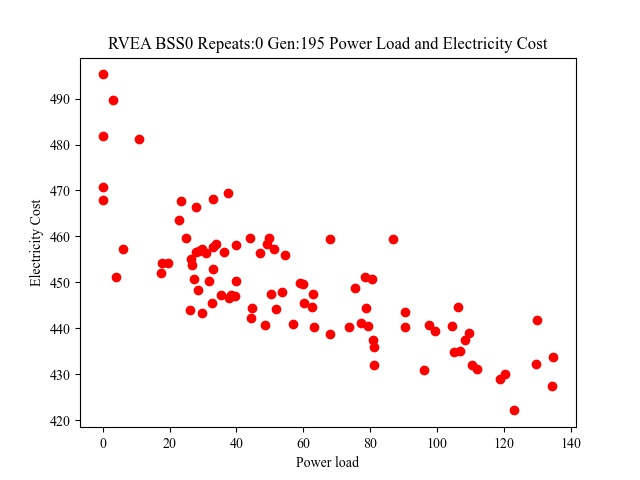 RVEA BSS0 Repeats:0 Gen:195 Power Load and Electricity Cost
490
480
470
460
450
440
430
420
Electricity Cost
0 20 40 60 80 100 120 140
Power load